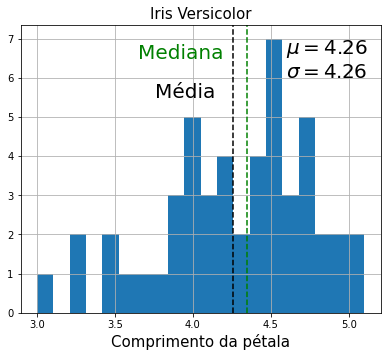 Iris Versicolor
7
6
5
4
3
2
1
0
Mediana
Média
μ = 4.26
σ = 4.26
3.0 3.5 4.0 4.5 5.0
Comprimento da pétala